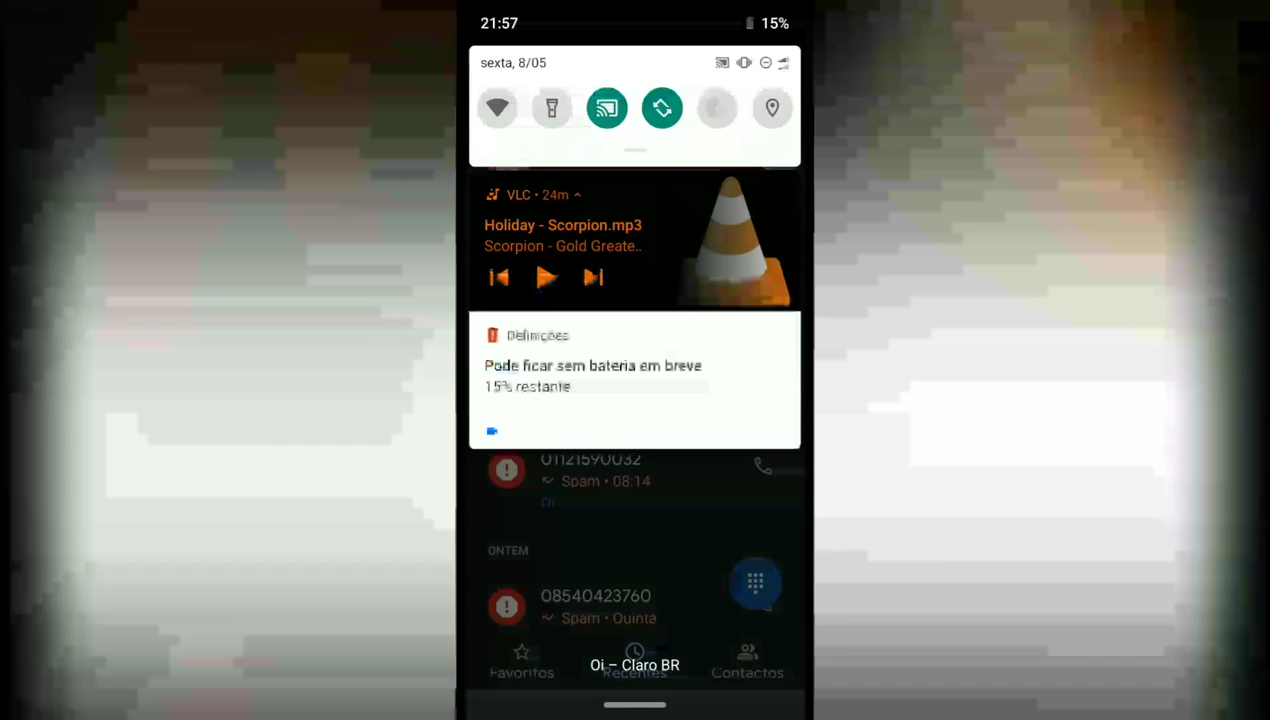 21:57
15%
sexta, 8/05
VLC • 24m
Holiday - Scorpion.mp3
Scorpion - Gold Greate..
Definições
Pode ficar sem bateria em breve
15% restante
01121590032
Spam • 08:14
Oi
ONTEM
08540423760
Spam • Quinta
Oi – Claro BR
Favoritos
Recentes
Contactos